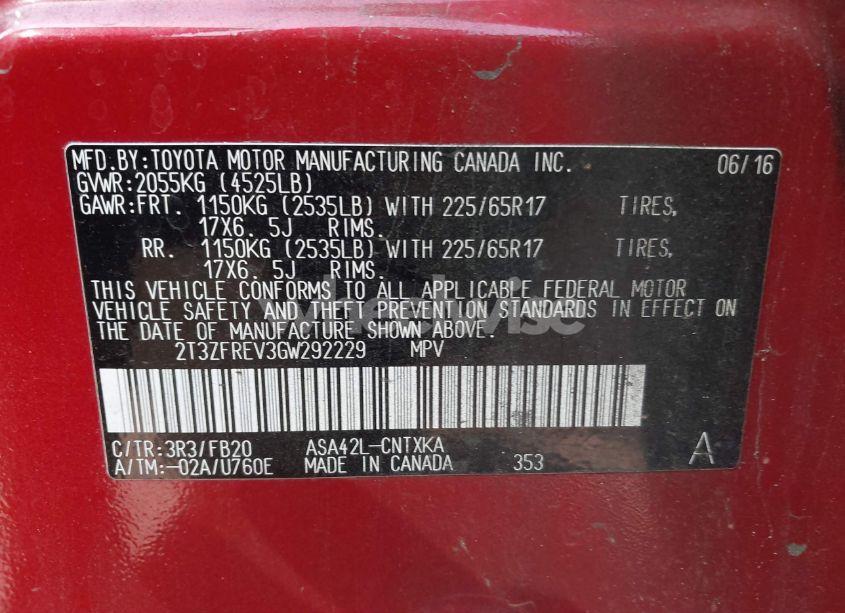 MFD.BY:TOYOTA MOTOR MANUFACTURING CANADA INC. 06/16
GVWR:2055KG (4525LB)
GAWR:FRT. 1150KG (2535LB) WITH 225/65R17 TIRES,
17X6.5J RIMS.
RR. 1150KG (2535LB) WITH 225/65R17 TIRES,
17X6.5J RIMS.
THIS VEHICLE CONFORMS TO ALL APPLICABLE FEDERAL MOTOR
VEHICLE SAFETY AND THEFT PREVENTION STANDARDS IN EFFECT ON
THE DATE OF MANUFACTURE SHOWN ABOVE.
2T3ZFREV3GW292229 MPV
C/TR:3R3/FB20 ASA42L-CNTXKA
A/TM:-02A/U760E MADE IN CANADA 353 A